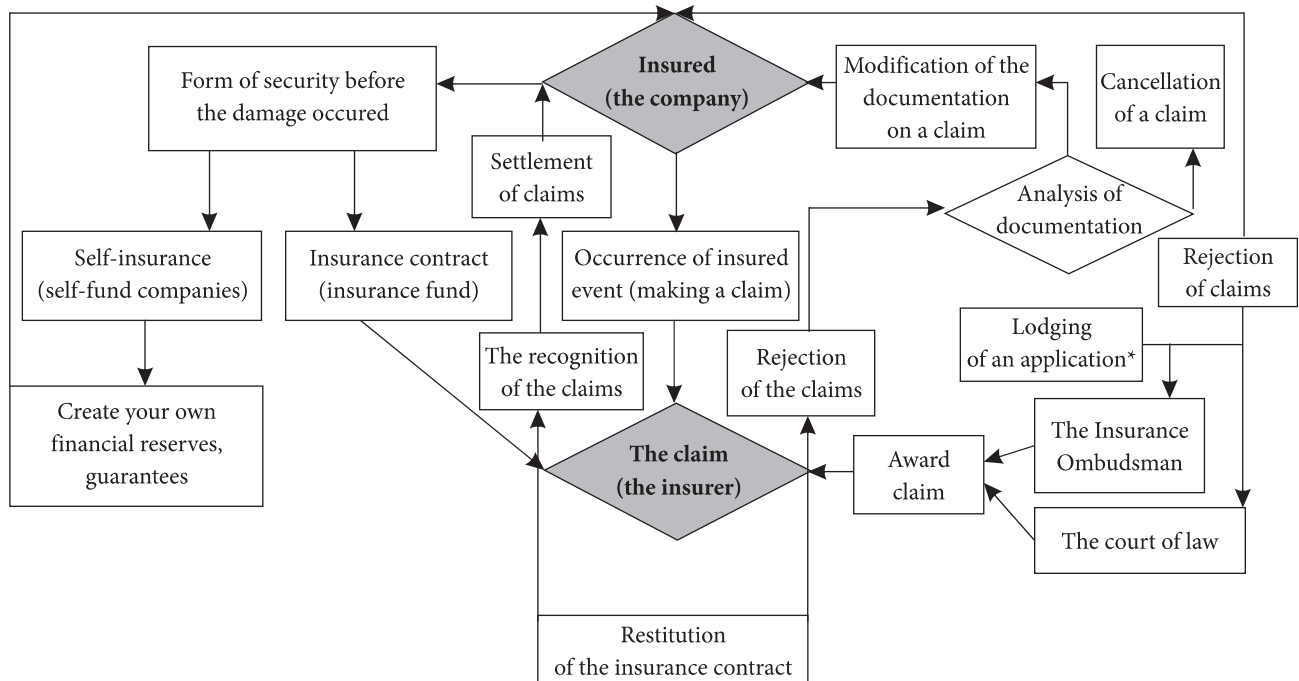 Insured
(the company)
Form of security before
the damage occured
Modification of the
documentation
on a claim
Cancellation
of a claim
Settlement
of claims
Analysis of
documentation
Self-insurance
(self-fund companies)
Insurance contract
(insurance fund)
Occurrence of insured
event (making a claim)
Rejection
of claims
Lodging
of an application*
The recognition
of the claims
Rejection
of the claims
Create your own
financial reserves,
guarantees
The Insurance
Ombudsman
The claim
(the insurer)
Award
claim
The court of law
Restitution
of the insurance contract